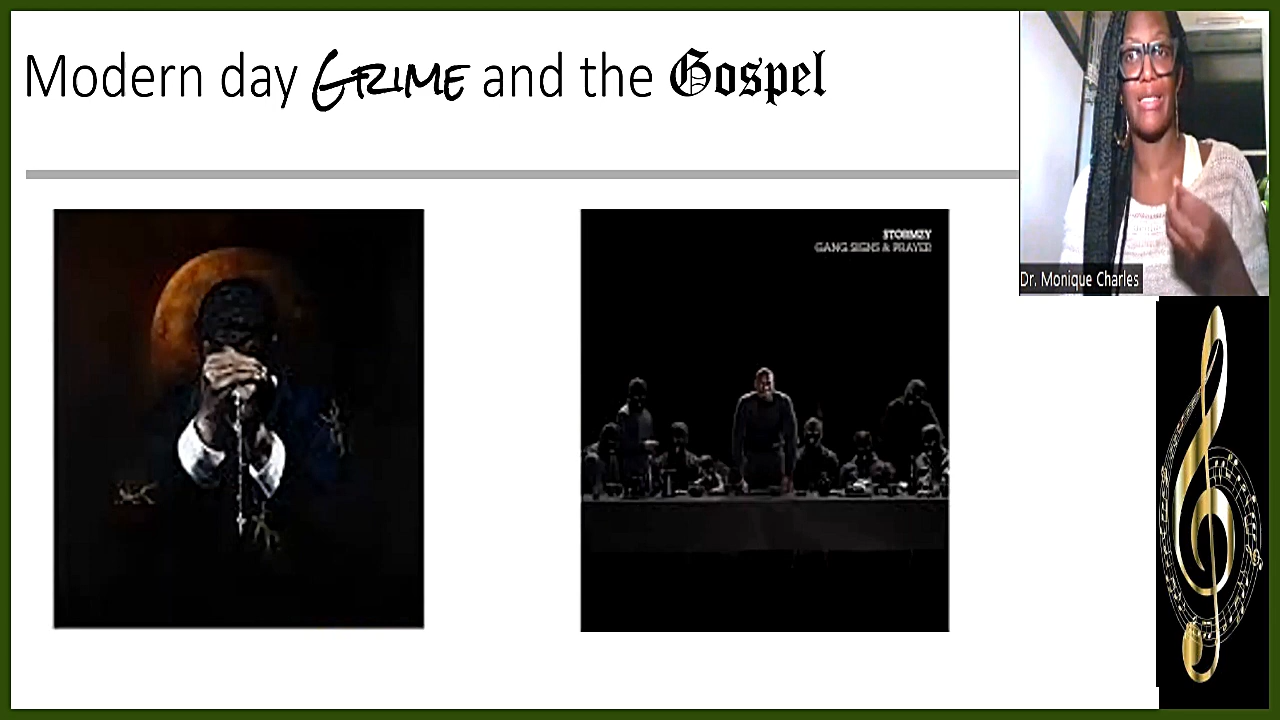 Modern day GRIME and the Gospel
STORMZY
GANG SIGNS & PRAYER
Dr. Monique Charles